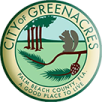 CITY OF GREENACRES
PALM BEACH COUNTY, FLA.
A GOOD PLACE TO LIVE